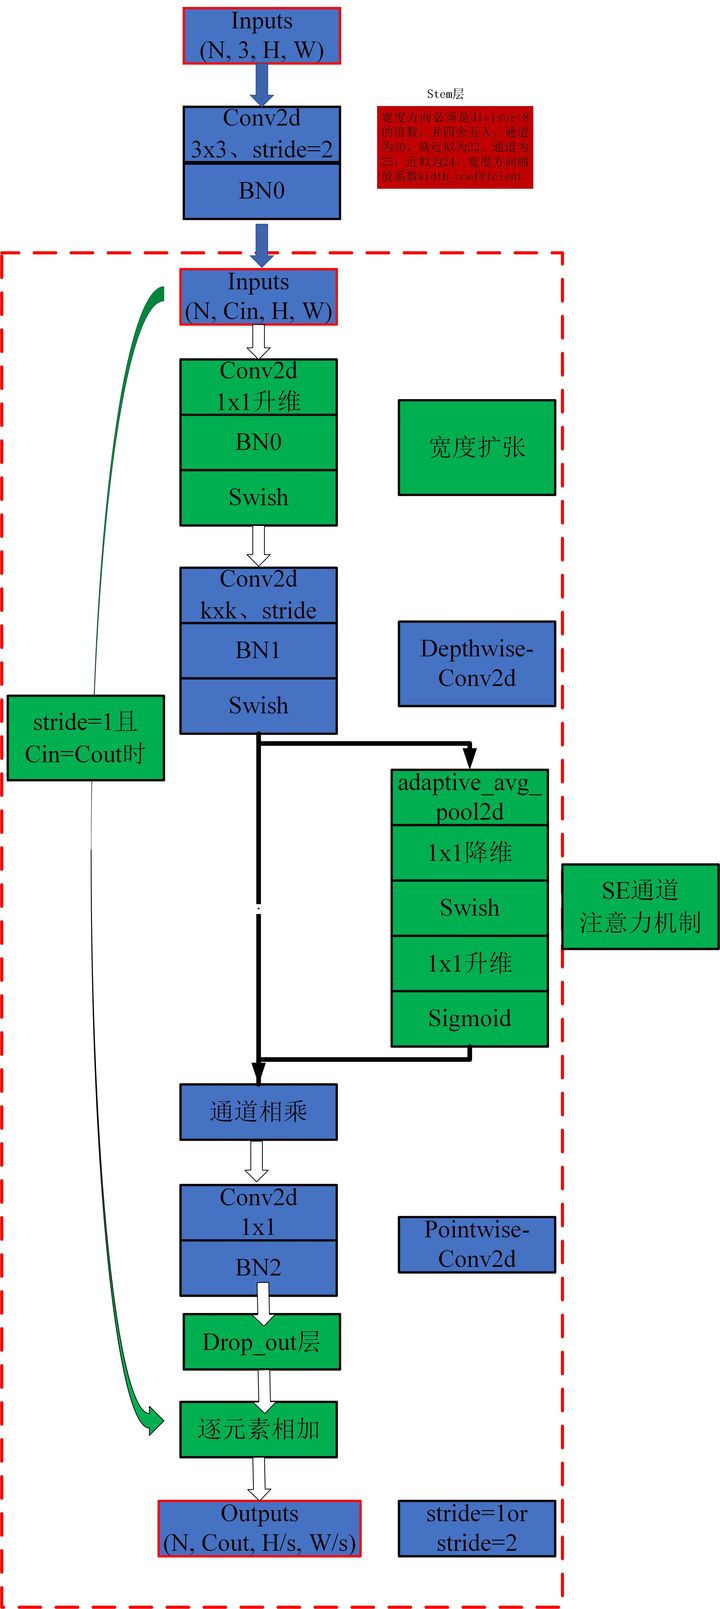 Inputs
(N, 3, H, W)
Conv2d
3x3、stride=2
BN0
Stem层
宽度方向必须是divisor=8
的倍数，并四舍五入，通道
为30，就近似为32，通道为
25，近似为24。宽度方向缩
放系数width_coefficient
Inputs
(N, Cin, H, W)
Conv2d
1x1升维
BN0
Swish
宽度扩张
Conv2d
kxk、stride
BN1
Swish
Depthwise-
Conv2d
stride=1且
Cin=Cout时
adaptive_avg_
pool2d
1x1降维
Swish
1x1升维
Sigmoid
SE通道
注意力机制
通道相乘
Conv2d
1x1
BN2
Pointwise-
Conv2d
Drop_out层
逐元素相加
Outputs
(N, Cout, H/s, W/s)
stride=1or
stride=2